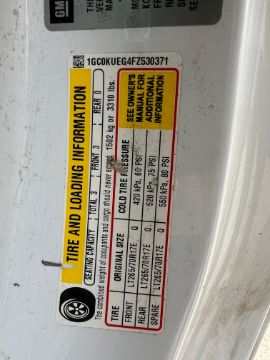 GM
1GC0KUEG4FZ530371
TIRE AND LOADING INFORMATION
SEATING CAPACITY TOTAL 3 FRONT 3 REAR 0
The combined weight of occupants and cargo should never exceed 1502 kg or 3310 lbs.
TIRE ORIGINAL SIZE COLD TIRE PRESSURE
FRONT LT265/70R17E 420 kPa, 60 PSI
REAR LT265/70R17E 520 kPa, 75 PSI
SPARE LT265/70R17E 550 kPa, 80 PSI
SEE OWNER'S
MANUAL FOR
ADDITIONAL
INFORMATION